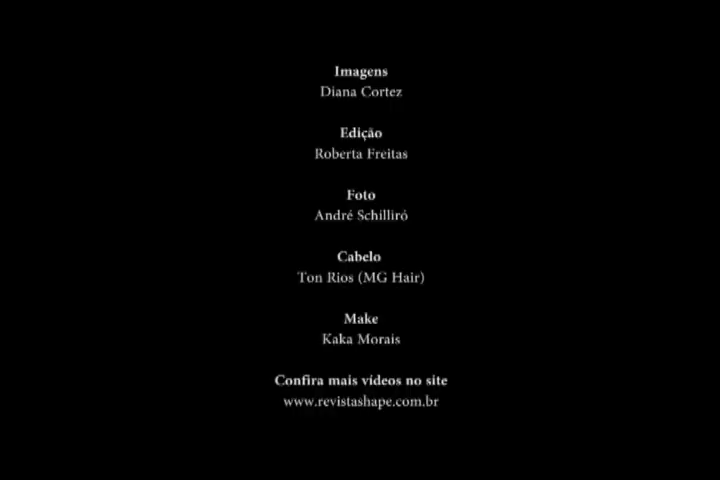 Imagens
Diana Cortez
Edição
Roberta Freitas
Foto
André Schilliró
Cabelo
Ton Rios (MG Hair)
Make
Kaka Morais
Confira mais vídeos no site
www.revistashape.com.br